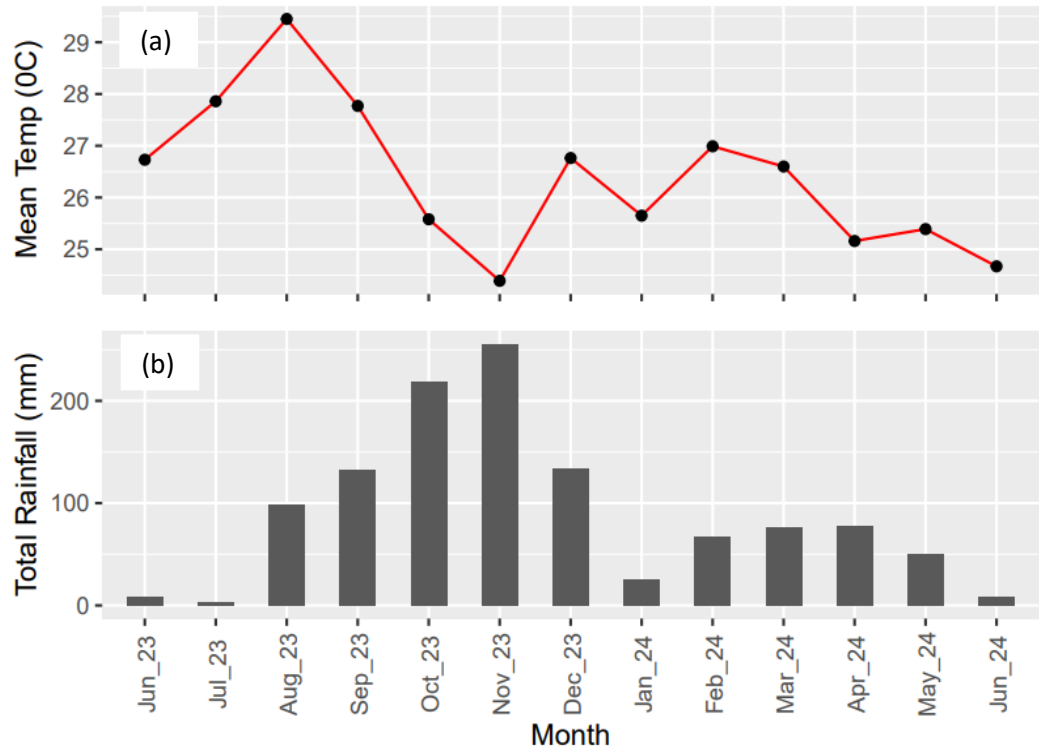 (a)
Mean Temp (0C)
29
28
27
26
25
(b)
Total Rainfall (mm)
200
100
0
Jun_23
Jul_23
Aug_23
Sep_23
Oct_23
Nov_23
Dec_23
Jan_24
Feb_24
Mar_24
Apr_24
May_24
Jun_24
Month